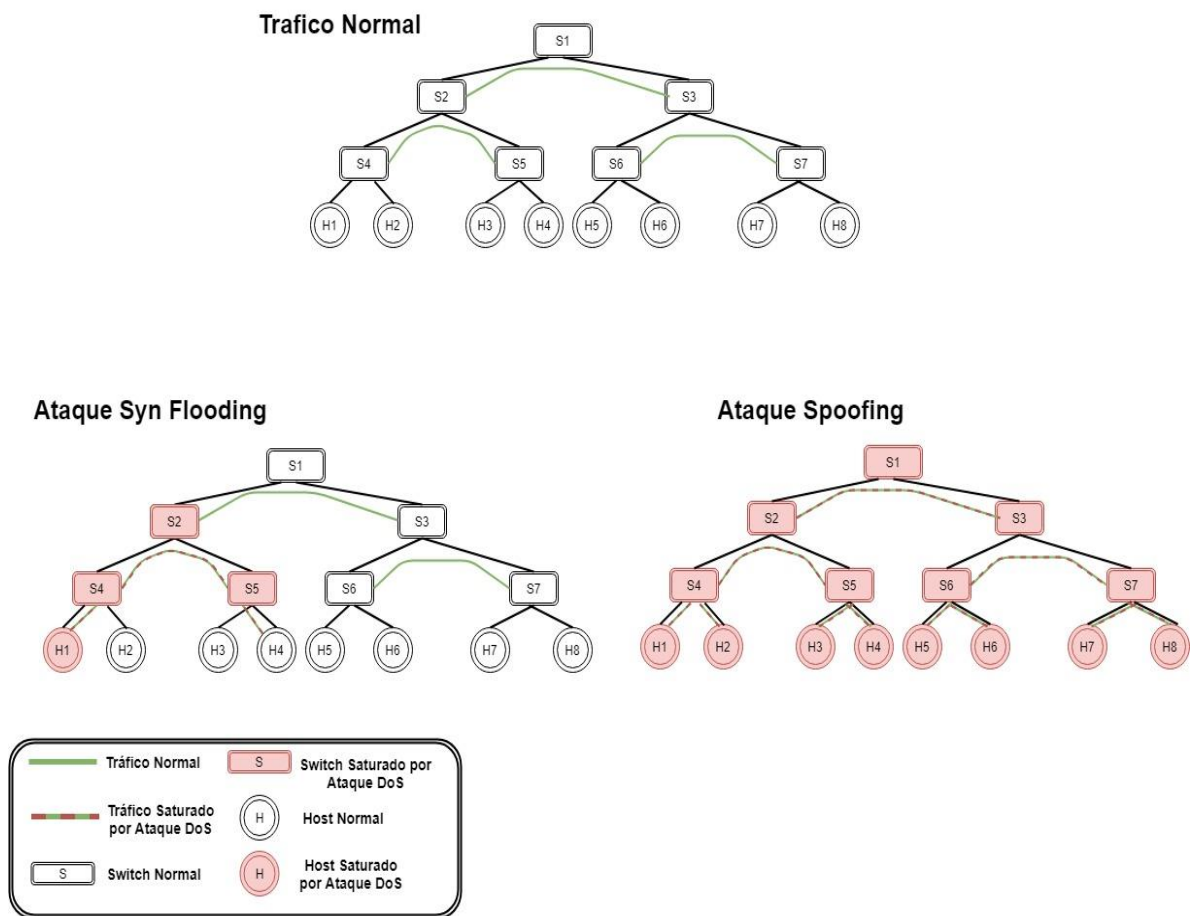 Trafico Normal
S1
S2
S3
S4
S5
S6
S7
H1
H2
H3
H4
H5
H6
H7
H8
Ataque Syn Flooding
S1
S2
S3
S4
S5
S6
S7
H1
H2
H3
H4
H5
H6
H7
H8
Ataque Spoofing
S1
S2
S3
S4
S5
S6
S7
H1
H2
H3
H4
H5
H6
H7
H8
Tráfico Normal
S
Switch Saturado por
Ataque DoS
Tráfico Saturado
por Ataque DoS
H
Host Normal
S
Switch Normal
H
Host Saturado
por Ataque DoS